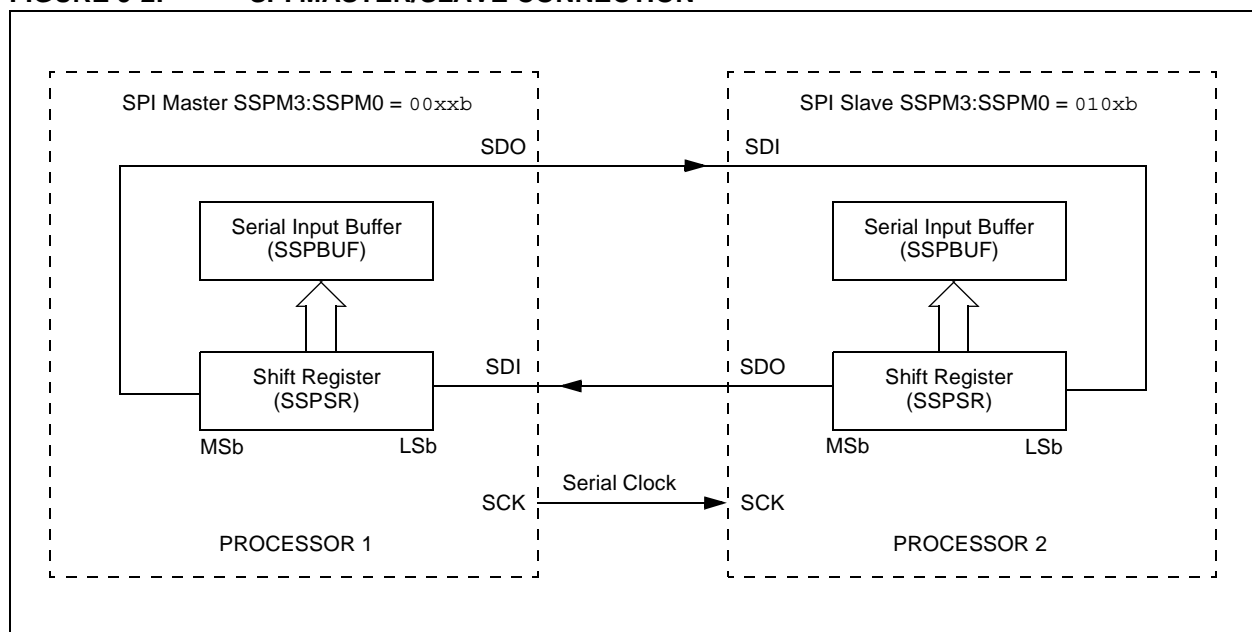 SPI Master SSPM3:SSPM0 = 00xxb
SDO
Serial Input Buffer
(SSPBUF)
Shift Register
(SSPSR)
MSb
LSb
SDI
SCK
PROCESSOR 1
Serial Clock
SPI Slave SSPM3:SSPM0 = 010xb
SDI
Serial Input Buffer
(SSPBUF)
SDO
Shift Register
(SSPSR)
MSb
LSb
SCK
PROCESSOR 2